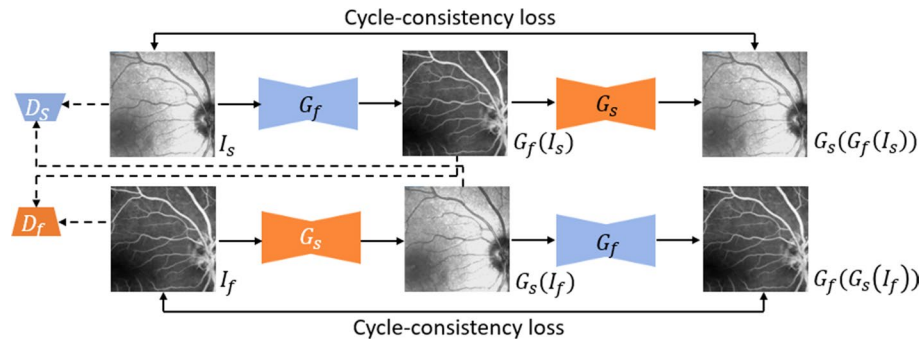 Cycle-consistency loss
D_s
I_s
G_f
G_f(I_s)
G_s
G_s(G_f(I_s))
D_f
I_f
G_s
G_s(I_f)
G_f
G_f(G_s(I_f))
Cycle-consistency loss